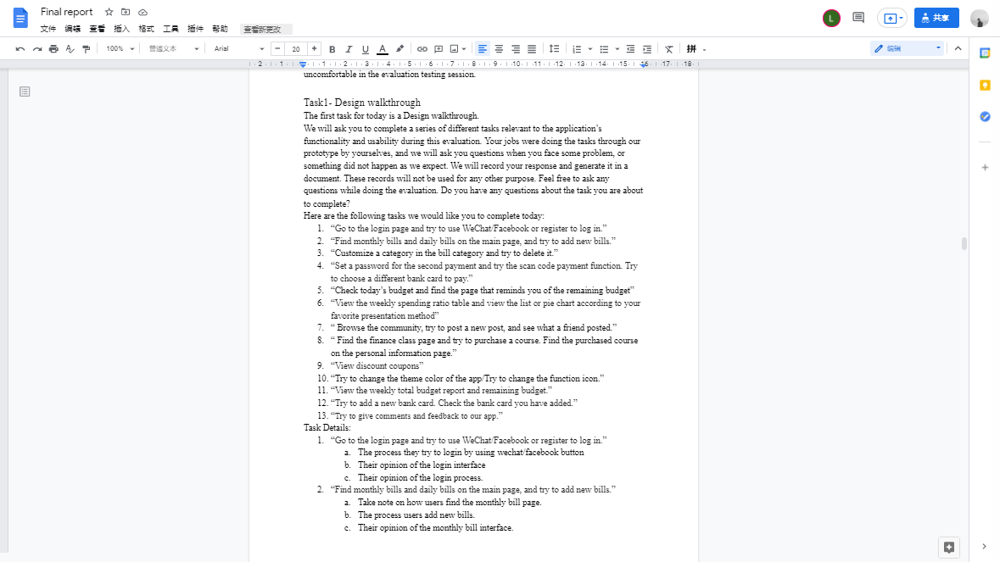 Final report
文件 编辑 查看 插入 格式 工具 插件 帮助 查看新更改
L
共享
100% 普通文本 Arial 20 B I U A 拼 编辑
2 1 1 2 3 4 5 6 7 8 9 10 11 12 13 14 15 16 17 18
uncomfortable in the evaluation testing session.
Task1- Design walkthrough
The first task for today is a Design walkthrough.
We will ask you to complete a series of different tasks relevant to the application’s
functionality and usability during this evaluation. Your jobs were doing the tasks through our
prototype by yourselves, and we will ask you questions when you face some problem, or
something did not happen as we expect. We will record your response and generate it in a
document. These records will not be used for any other purpose. Feel free to ask any
questions while doing the evaluation. Do you have any questions about the task you are about
to complete?
Here are the following tasks we would like you to complete today:
1. “Go to the login page and try to use WeChat/Facebook or register to log in.”
2. “Find monthly bills and daily bills on the main page, and try to add new bills.”
3. “Customize a category in the bill category and try to delete it.”
4. “Set a password for the second payment and try the scan code payment function. Try
to choose a different bank card to pay.”
5. “Check today’s budget and find the page that reminds you of the remaining budget”
6. “View the weekly spending ratio table and view the list or pie chart according to your
favorite presentation method”
7. “ Browse the community, try to post a new post, and see what a friend posted.”
8. “ Find the finance class page and try to purchase a course. Find the purchased course
on the personal information page.”
9. “View discount coupons”
10. “Try to change the theme color of the app/Try to change the function icon.”
11. “View the weekly total budget report and remaining budget.”
12. “Try to add a new bank card. Check the bank card you have added.”
13. “Try to give comments and feedback to our app.”
Task Details:
1. “Go to the login page and try to use WeChat/Facebook or register to log in.”
a. The process they try to login by using wechat/facebook button
b. Their opinion of the login interface
c. Their opinion of the login process.
2. “Find monthly bills and daily bills on the main page, and try to add new bills.”
a. Take note on how users find the monthly bill page.
b. The process users add new bills.
c. Their opinion of the monthly bill interface.